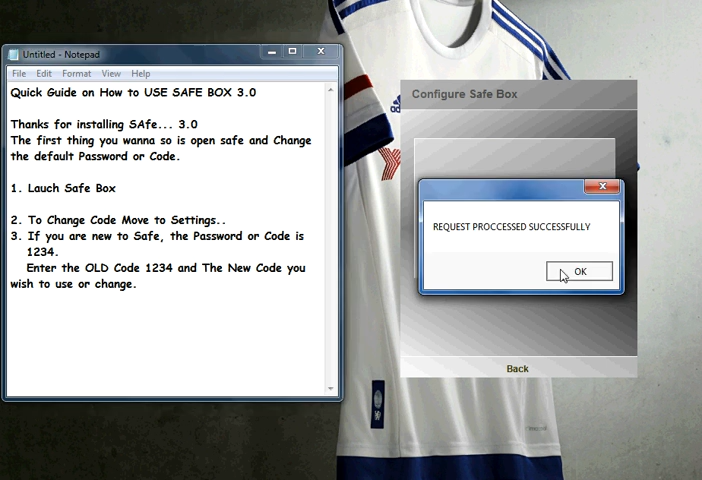 Untitled - Notepad
File Edit Format View Help
Quick Guide on How to USE SAFE BOX 3.0
Thanks for installing SAfe... 3.0
The first thing you wanna so is open safe and Change
the default Password or Code.
1. Lauch Safe Box
2. To Change Code Move to Settings..
3. If you are new to Safe, the Password or Code is
1234.
Enter the OLD Code 1234 and The New Code you
wish to use or change.
Configure Safe Box
REQUEST PROCCESSED SUCCESSFULLY
OK
Back